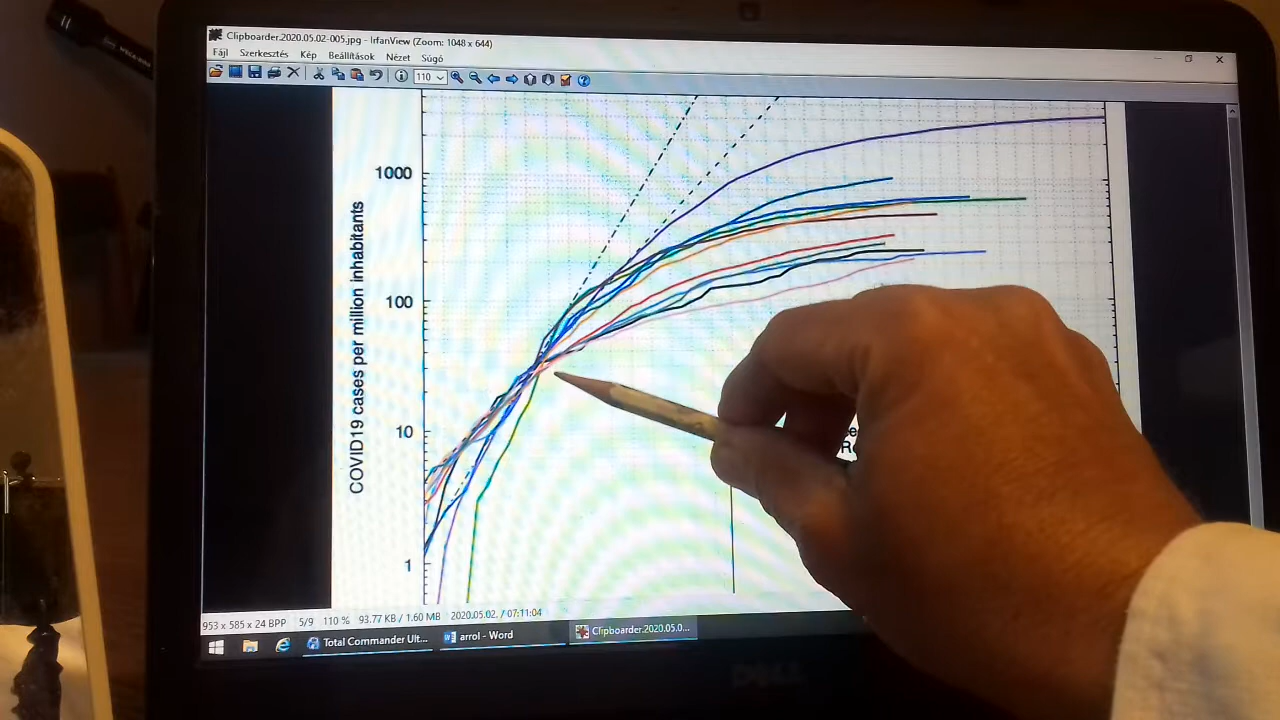 Clipboarder.2020.05.02-005.jpg - IrfanView (Zoom: 1048 x 644)
Fájl Szerkesztés Kép Beállítások Nézet Súgó
110
COVID19 cases per million inhabitants
1000
100
10
1
953 x 585 x 24 BPP 5/9 110 % 93.77 KB / 1.60 MB 2020.05.02. / 07:11:04
Total Commander Ult... arrol - Word Clipboarder.2020.05.0...
DELL